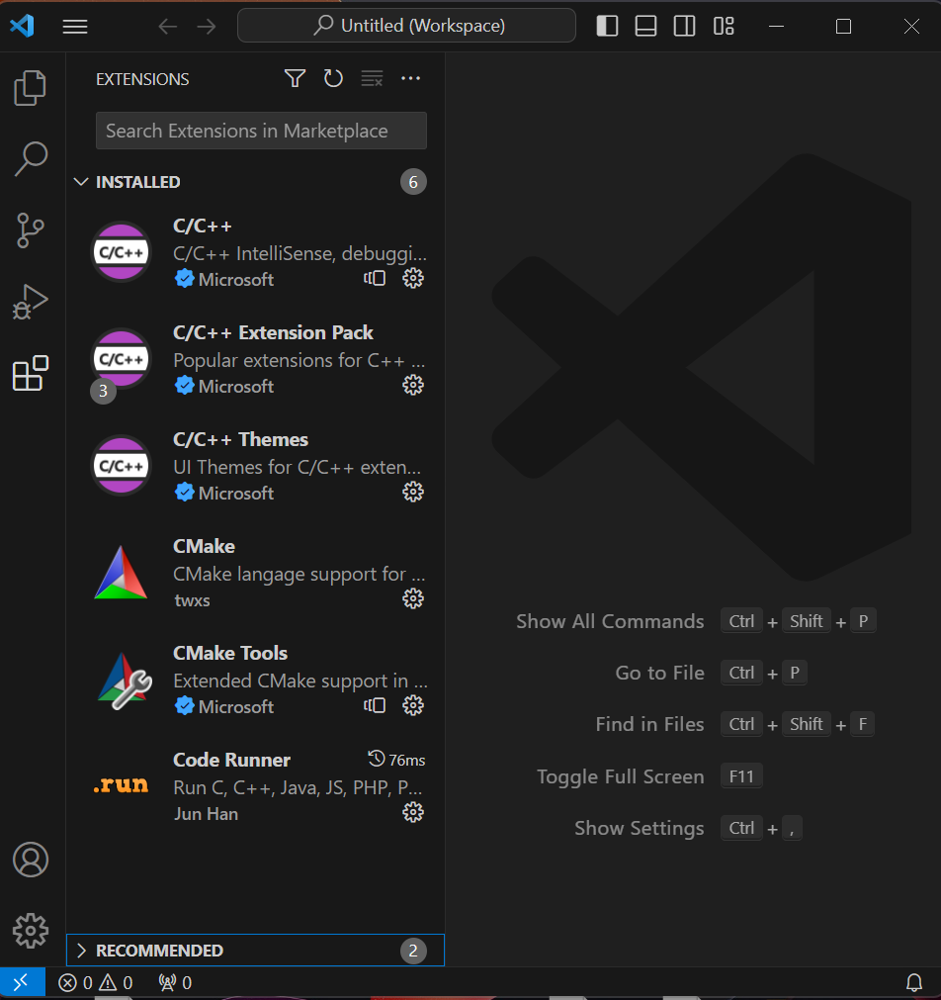 Untitled (Workspace)
EXTENSIONS
Search Extensions in Marketplace
INSTALLED
6
C/C++
C/C++
C/C++ IntelliSense, debuggi...
Microsoft
C/C++
3
C/C++ Extension Pack
Popular extensions for C++ ...
Microsoft
C/C++
C/C++ Themes
UI Themes for C/C++ exten...
Microsoft
CMake
CMake langage support for ...
twxs
CMake Tools
Extended CMake support in ...
Microsoft
.run
Code Runner 76ms
Run C, C++, Java, JS, PHP, P...
Jun Han
RECOMMENDED
2
Show All Commands Ctrl + Shift + P
Go to File Ctrl + P
Find in Files Ctrl + Shift + F
Toggle Full Screen F11
Show Settings Ctrl + ,
0 0 0